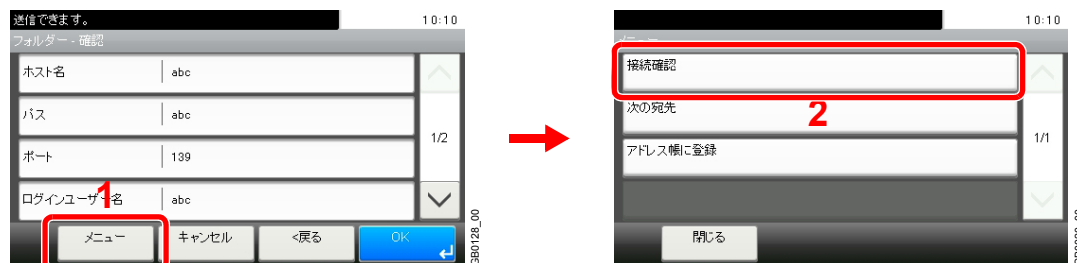 送信できます。
10:10
フォルダー - 確認
ホスト名
abc
パス
abc
1/2
ポート
139
ログインユーザー名
abc
1
メニュー
キャンセル
<戻る
OK
GB0128_00
10:10
メニュー
接続確認
次の宛先
2
1/1
アドレス帳に登録
閉じる